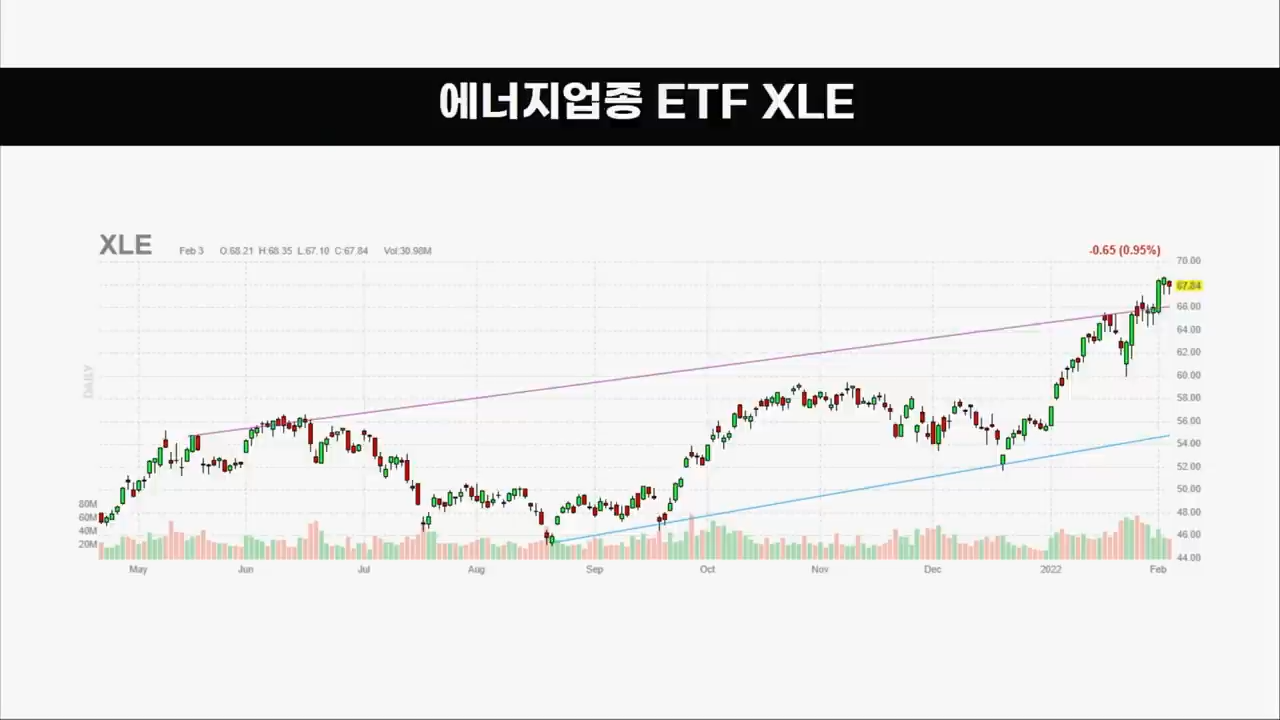 에너지업종 ETF XLE
XLE Feb 3 O:68.21 H:68.35 L:67.10 C:67.84 Vol:30.98M -0.65 (0.95%)
70.00
67.84
66.00
64.00
62.00
60.00
DAILY
58.00
56.00
54.00
52.00
50.00
80M
48.00
60M
40M
46.00
20M
44.00
May Jun Jul Aug Sep Oct Nov Dec 2022 Feb